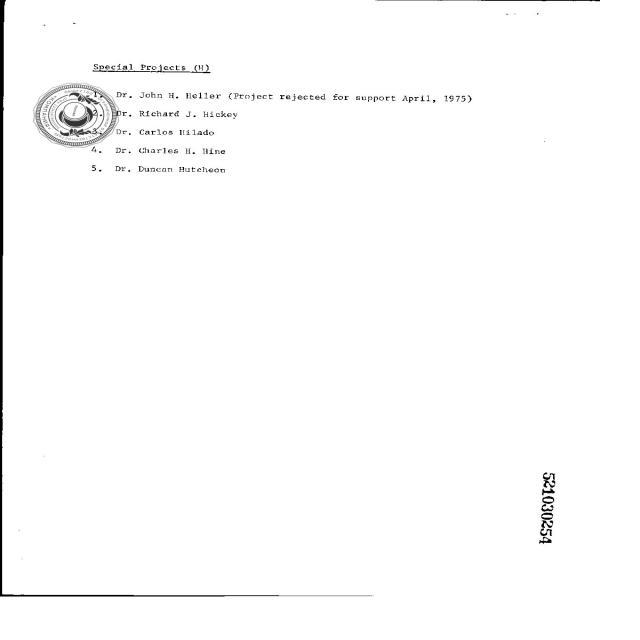 Special Projects (H)
1. Dr. John H. Heller (Project rejected for support April, 1975)
2. Dr. Richard J. Hickey
3. Dr. Carlos Hilado
4. Dr. Charles H. Hine
5. Dr. Duncan Hutcheon
521030254